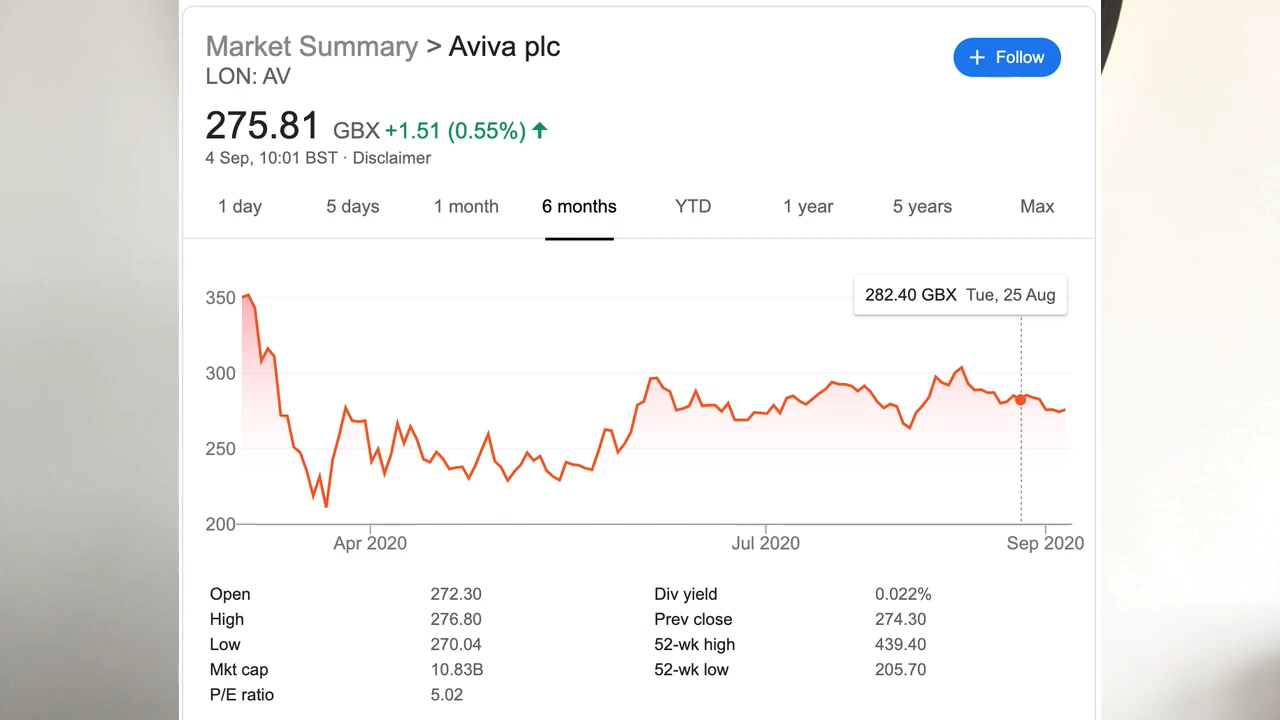 Market Summary > Aviva plc
LON: AV
+ Follow
275.81 GBX +1.51 (0.55%)
4 Sep, 10:01 BST · Disclaimer
1 day 5 days 1 month 6 months YTD 1 year 5 years Max
282.40 GBX Tue, 25 Aug
350
300
250
200
Apr 2020 Jul 2020 Sep 2020
Open 272.30 Div yield 0.022%
High 276.80 Prev close 274.30
Low 270.04 52-wk high 439.40
Mkt cap 10.83B 52-wk low 205.70
P/E ratio 5.02